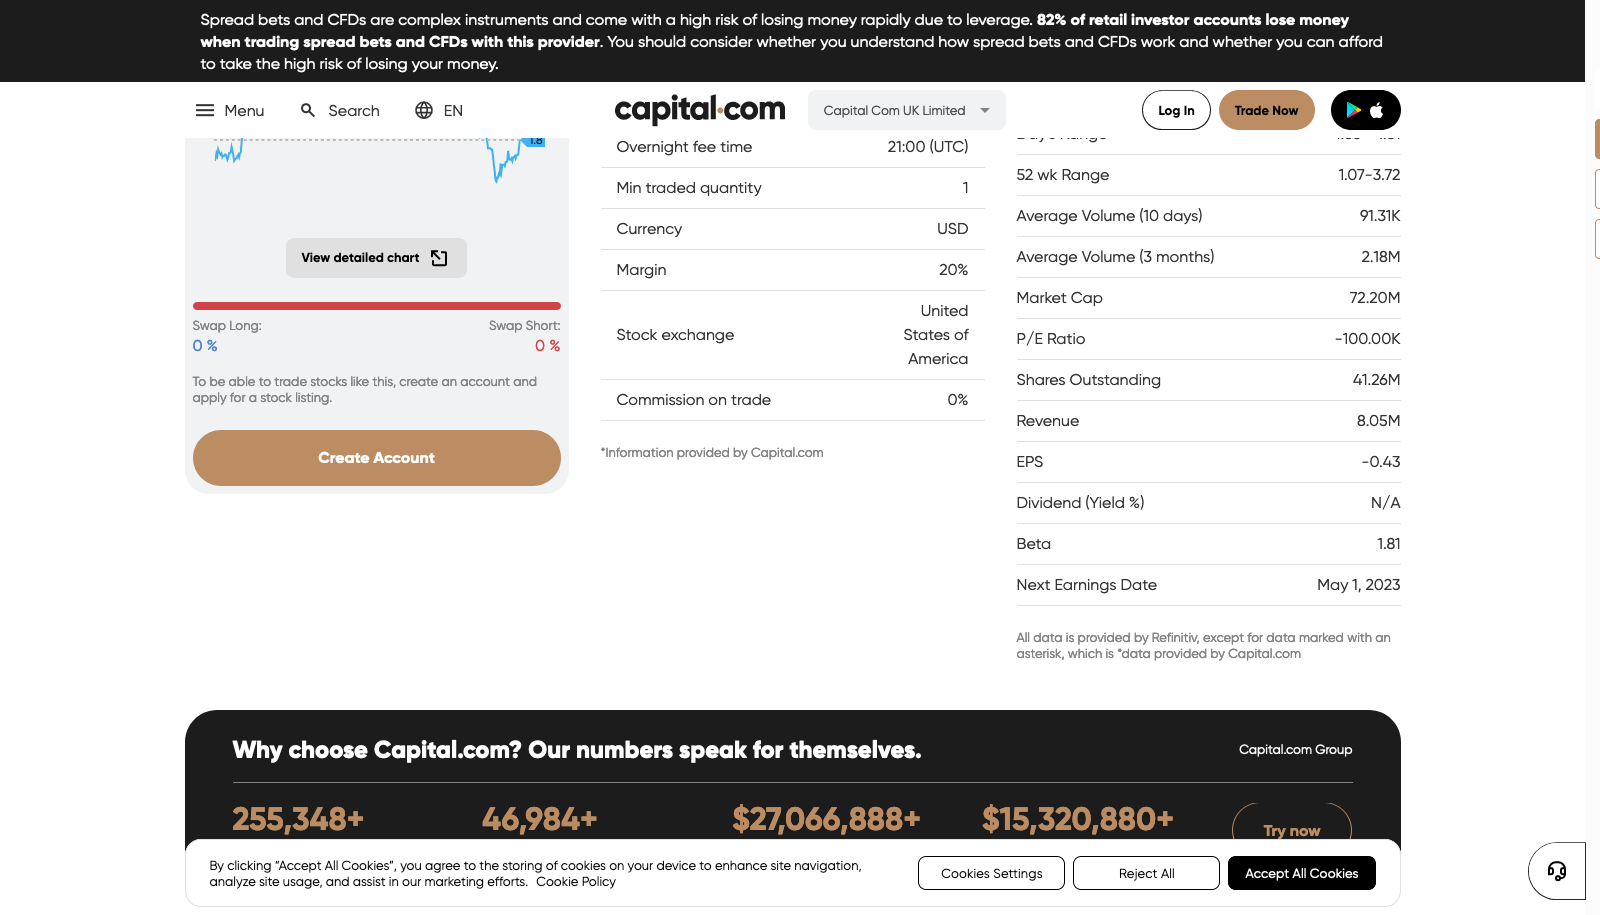 Spread bets and CFDs are complex instruments and come with a high risk of losing money rapidly due to leverage. 82% of retail investor accounts lose money
when trading spread bets and CFDs with this provider. You should consider whether you understand how spread bets and CFDs work and whether you can afford
to take the high risk of losing your money.
Menu
Search
EN
capital.com
Capital Com UK Limited
Log In
Trade Now
1.8
View detailed chart
Swap Long:
Swap Short:
0 %
0 %
To be able to trade stocks like this, create an account and
apply for a stock listing.
Create Account
Overnight fee time
21:00 (UTC)
Min traded quantity
1
Currency
USD
Margin
20%
Stock exchange
United
States of
America
Commission on trade
0%
*Information provided by Capital.com
52 wk Range
1.07-3.72
Average Volume (10 days)
91.31K
Average Volume (3 months)
2.18M
Market Cap
72.20M
P/E Ratio
-100.00K
Shares Outstanding
41.26M
Revenue
8.05M
EPS
-0.43
Dividend (Yield %)
N/A
Beta
1.81
Next Earnings Date
May 1, 2023
All data is provided by Refinitiv, except for data marked with an
asterisk, which is *data provided by Capital.com
Why choose Capital.com? Our numbers speak for themselves.
Capital.com Group
255,348+
46,984+
$27,066,888+
$15,320,880+
Try now
By clicking “Accept All Cookies”, you agree to the storing of cookies on your device to enhance site navigation,
analyze site usage, and assist in our marketing efforts. Cookie Policy
Cookies Settings
Reject All
Accept All Cookies